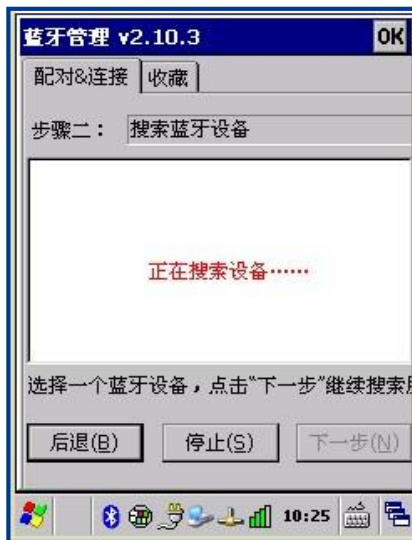 蓝牙管理 v2.10.3 OK
配对&连接 收藏
步骤二： 搜索蓝牙设备
正在搜索设备……
选择一个蓝牙设备，点击"下一步"继续搜索
后退(B) 停止(S) 下一步(N)
10:25